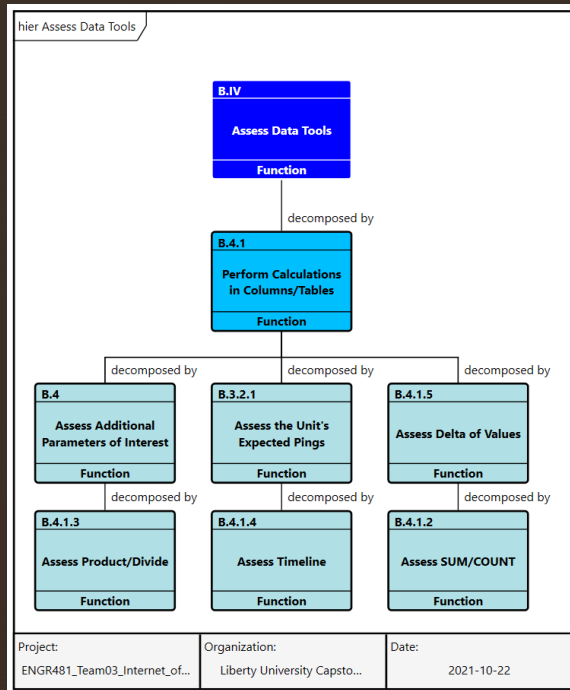 hier Assess Data Tools
B.IV
Assess Data Tools
Function
decomposed by
B.4.1
Perform Calculations
in Columns/Tables
Function
decomposed by
decomposed by
decomposed by
B.4
Assess Additional
Parameters of Interest
Function
B.3.2.1
Assess the Unit's
Expected Pings
Function
B.4.1.5
Assess Delta of Values
Function
decomposed by
decomposed by
decomposed by
B.4.1.3
Assess Product/Divide
Function
B.4.1.4
Assess Timeline
Function
B.4.1.2
Assess SUM/COUNT
Function
Project:
ENGR481_Team03_Internet_of...
Organization:
Liberty University Capsto...
Date:
2021-10-22